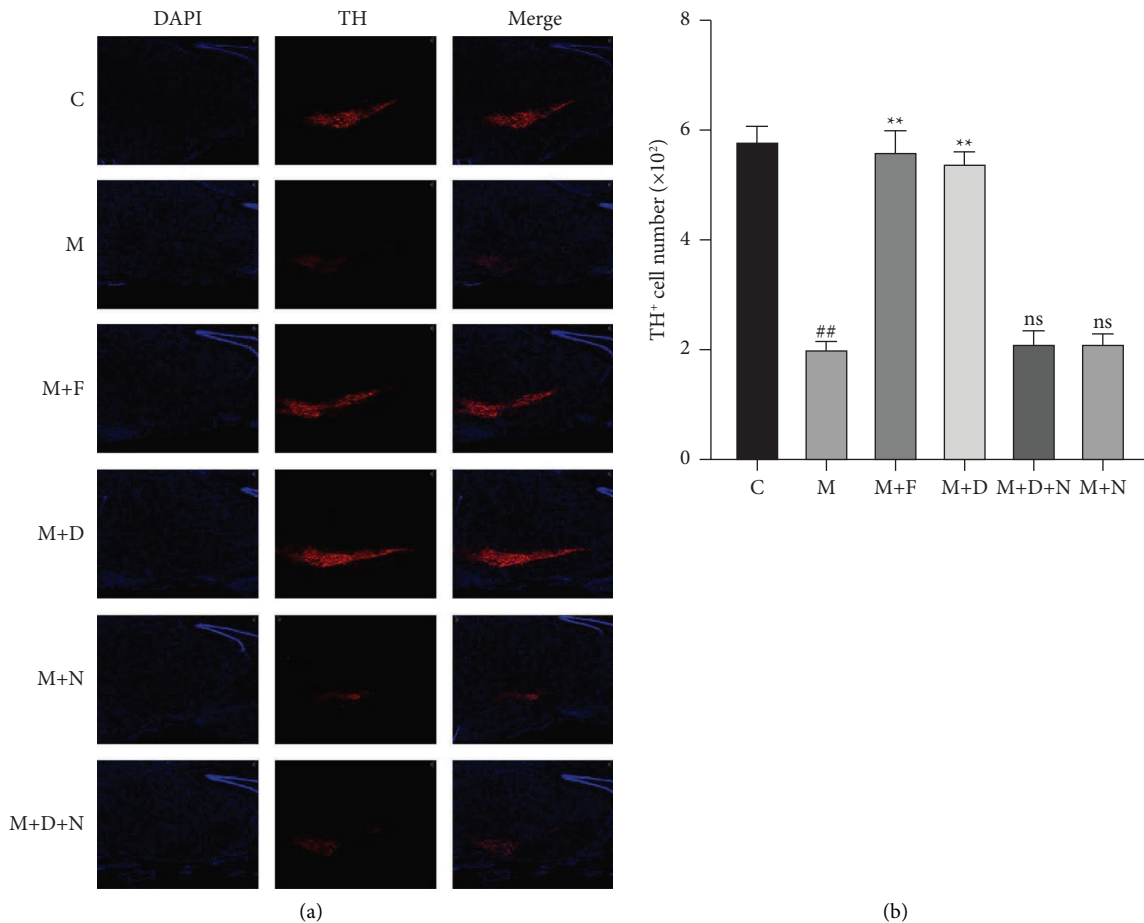 DAPI TH Merge
C
M
M+F
M+D
M+N
M+D+N
(a)
TH⁺ cell number (×10²)
8
6
4
2
0
##
**
**
ns
ns
C M M+F M+D M+D+N M+N
(b)